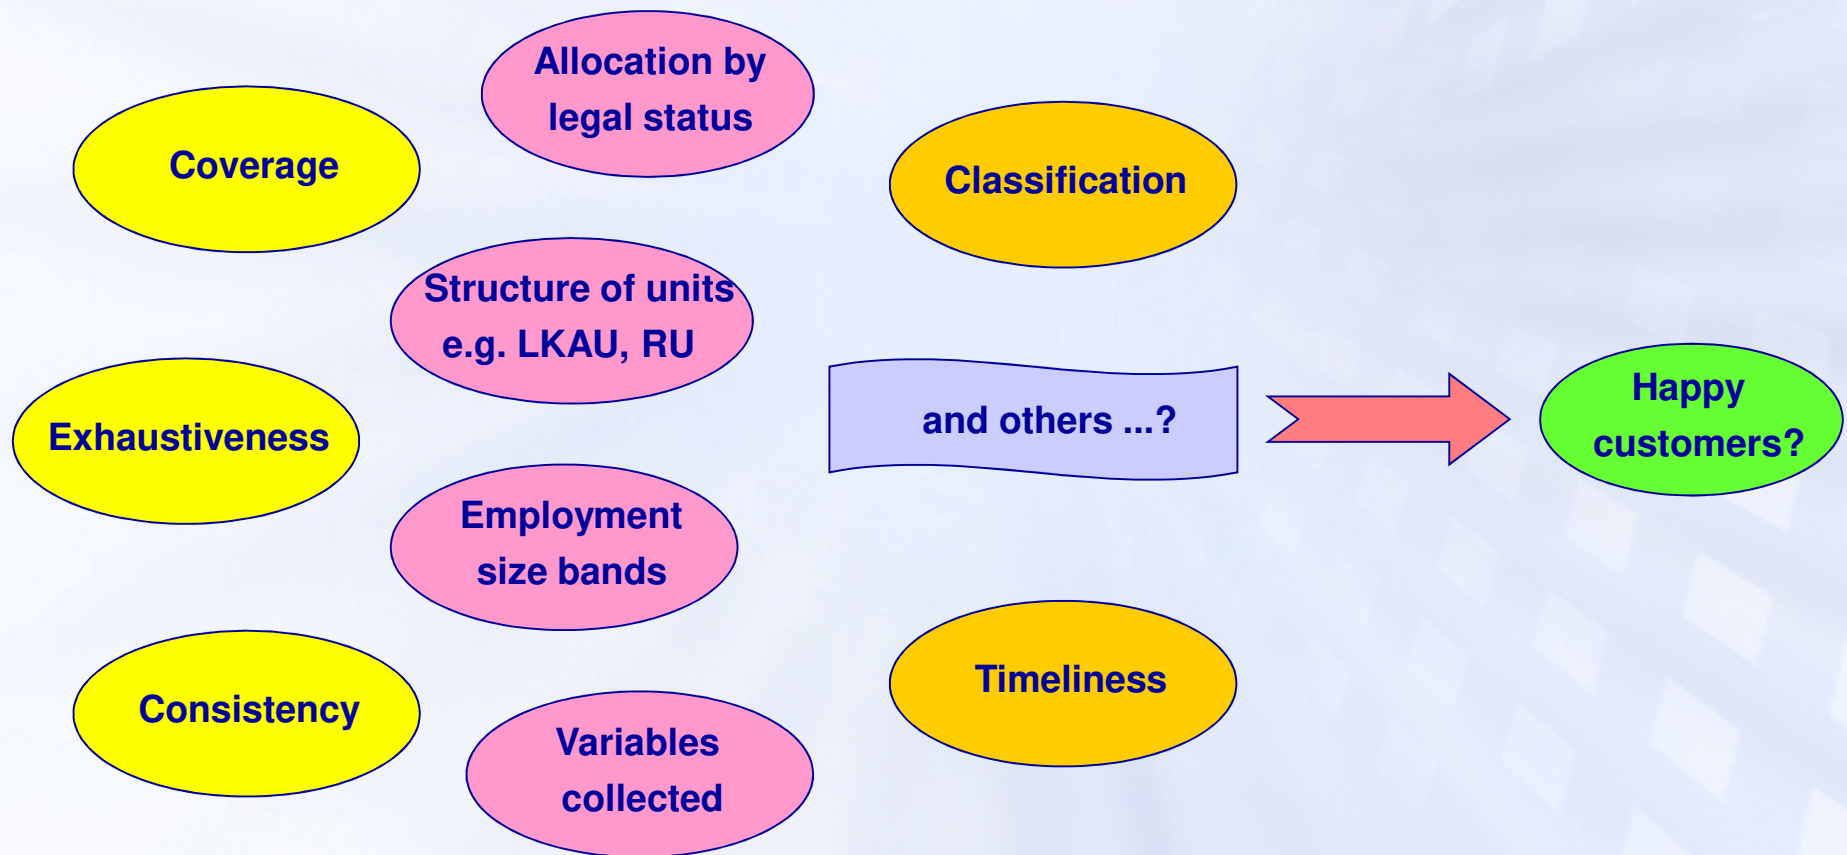 Allocation by
legal status
Coverage
Classification
Structure of units
e.g. LKAU, RU
Exhaustiveness
and others ...?
Happy
customers?
Employment
size bands
Consistency
Timeliness
Variables
collected